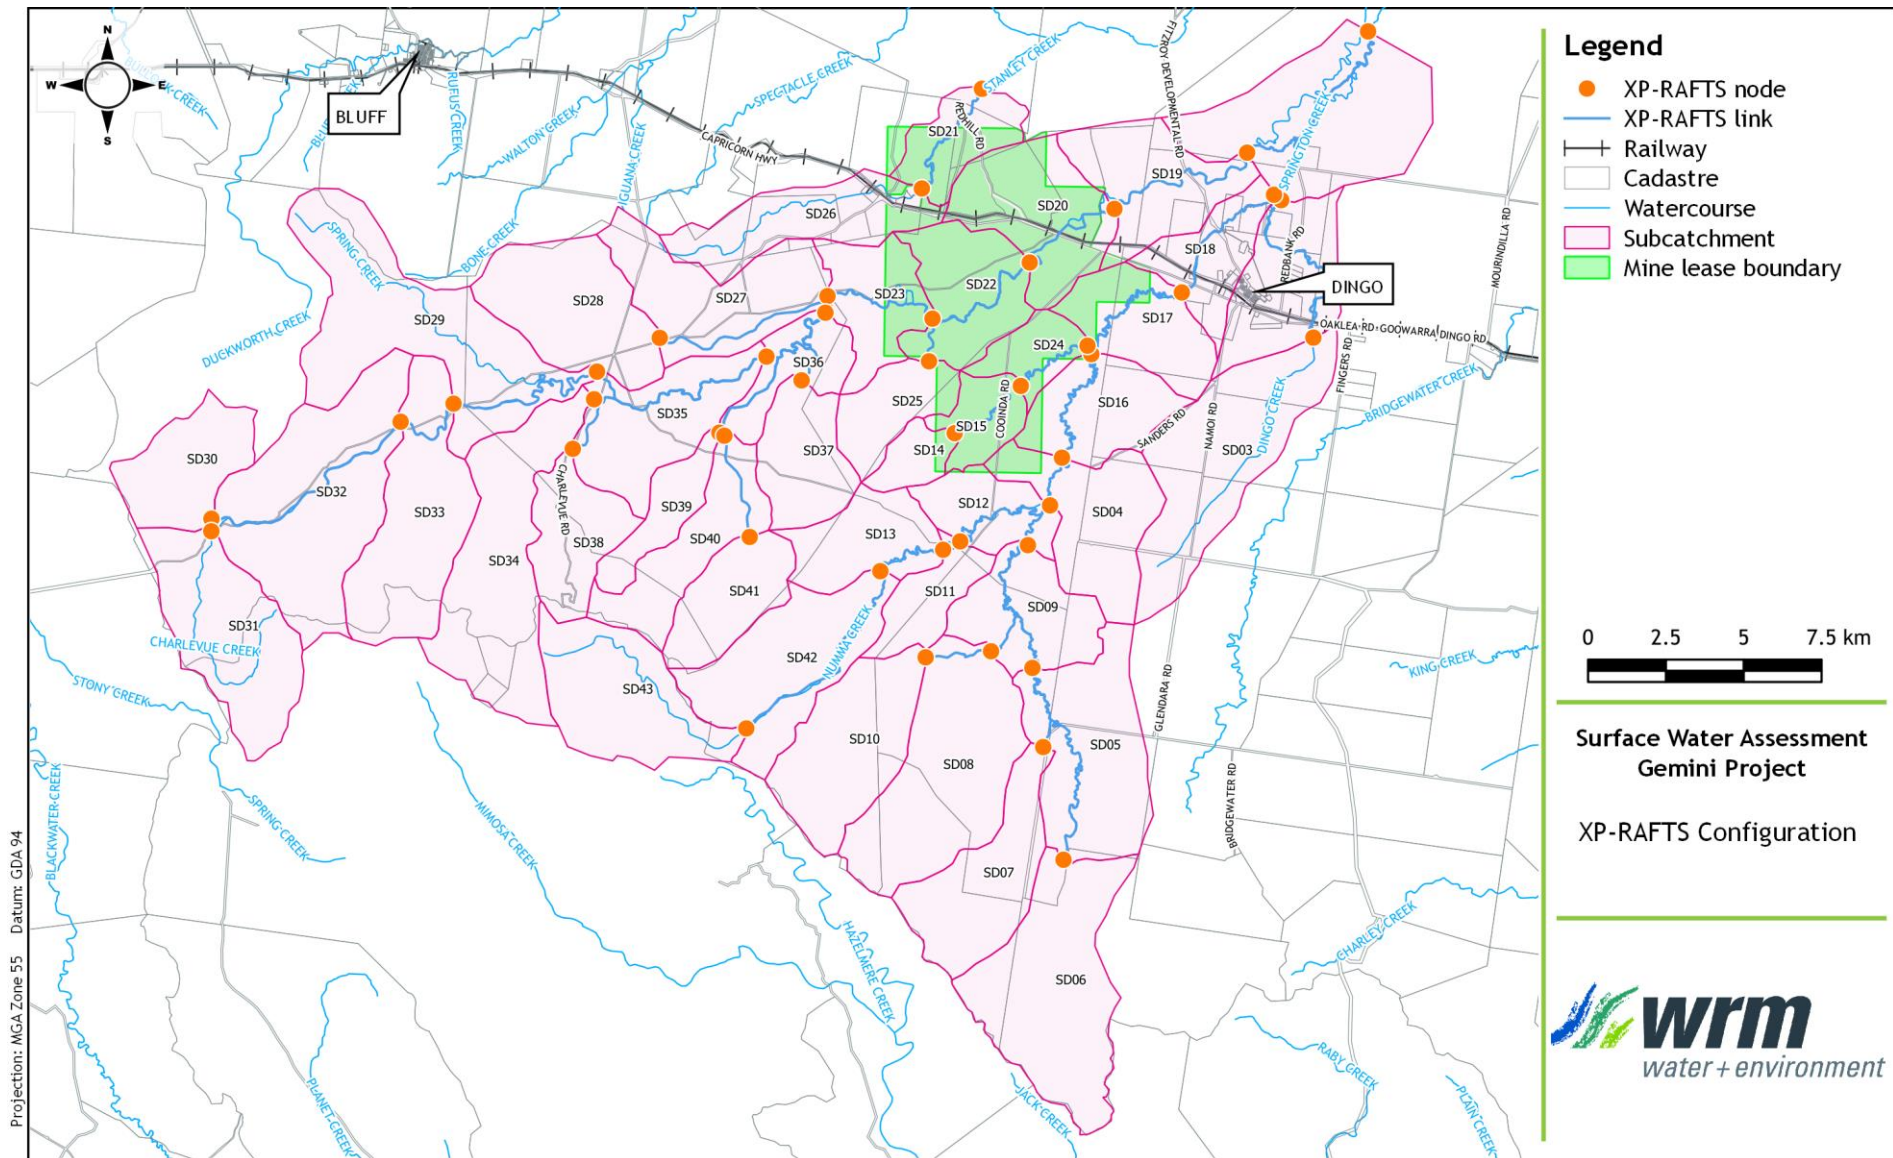 N
W
E
S
BLUFF
RUFUS CREEK
WALTON CREEK
IGUANA CREEK
SPECTACLE CREEK
STANLEY CREEK
CAPRICORN HWY
REDHILL RD
FITZROY DEVELOPMENTAL RD
SPRINGTON CREEK
SD21
SD19
SD20
SD26
SD18
REDBANK RD
MOURINDILLA RD
SPRING CREEK
BONE CREEK
DINGO
SD28
SD27
SD23
SD22
SD29
SD17
OAKLEA RD
GOOWARRA DINGO RD
DUCKWORTH CREEK
SD24
SD36
FINGERS RD
BRIDGEWATER CREEK
SD35
SD25
COOINDA RD
SD16
SANDERS RD
NAMOI RD
DINGO CREEK
SD15
SD14
SD03
SD37
SD30
SD32
SD33
CHARLEVUE RD
SD39
SD12
SD04
SD13
SD40
SD38
SD34
SD41
SD11
SD09
SD31
CHARLEVUE CREEK
SD42
NUMMA CREEK
KING CREEK
STONY CREEK
SD43
GLENDARA RD
SD10
SD05
SD08
BRIDGEWATER RD
BLACKWATER CREEK
SPRING CREEK
MIMOSA CREEK
SD07
HAZELMERE CREEK
CHARLEY CREEK
SD06
RABY CREEK
PLANET CREEK
JACK CREEK
PLAIN CREEK
Projection: MGA Zone 55 Datum: GDA 94
Legend
XP-RAFTS node
XP-RAFTS link
Railway
Cadastre
Watercourse
Subcatchment
Mine lease boundary
0 2.5 5 7.5 km
Surface Water Assessment
Gemini Project
XP-RAFTS Configuration
wrm
water + environment